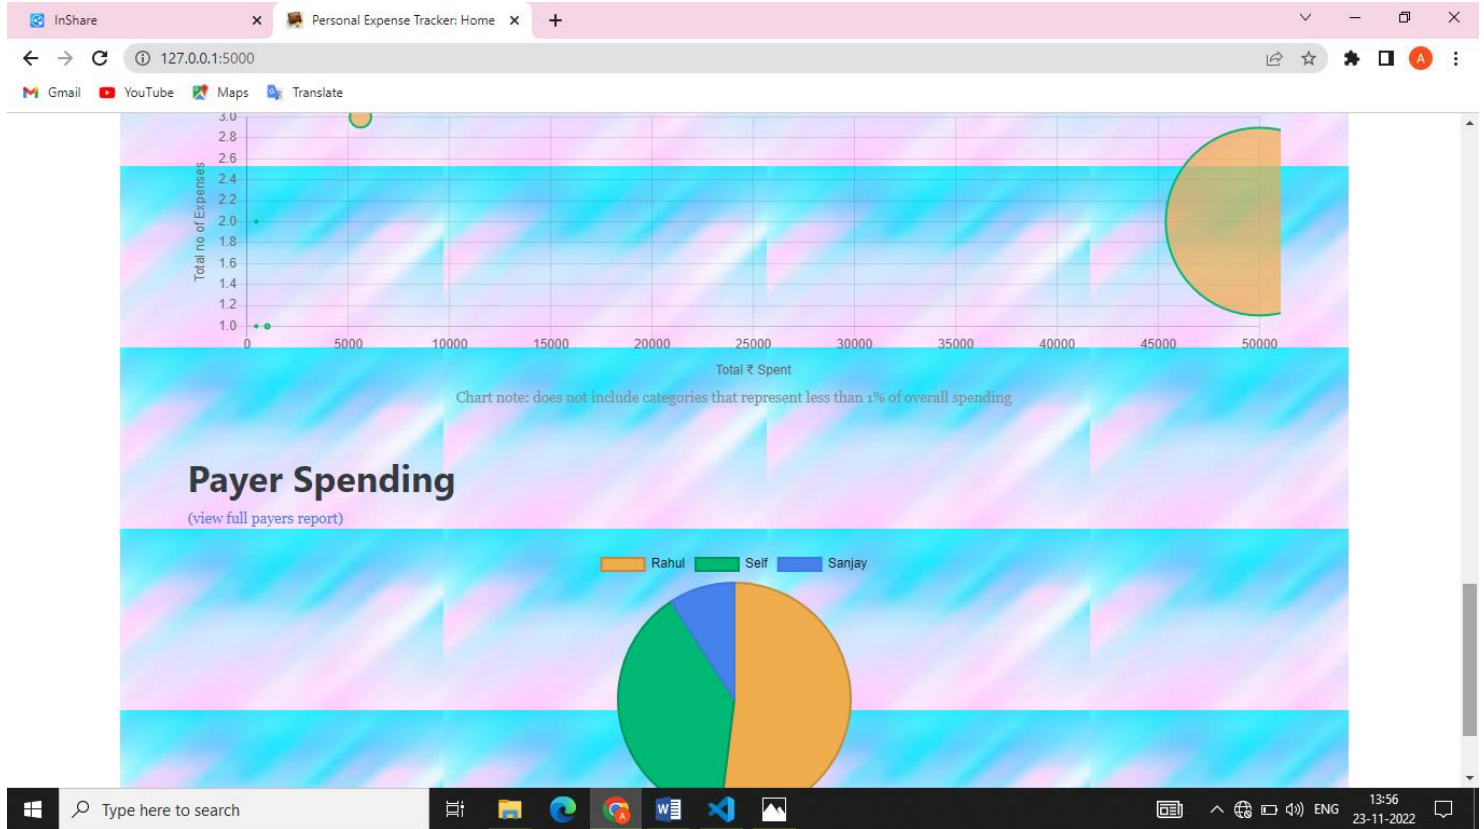 InShare
Personal Expense Tracker: Home
127.0.0.1:5000
Gmail YouTube Maps Translate
3.0
2.8
2.6
2.4
2.2
2.0
1.8
1.6
1.4
1.2
1.0
Total no of Expenses
0 5000 10000 15000 20000 25000 30000 35000 40000 45000 50000
Total ₹ Spent
Chart note: does not include categories that represent less than 1% of overall spending
Payer Spending
(view full payers report)
Rahul Self Sanjay
Type here to search
ENG
13:56
23-11-2022